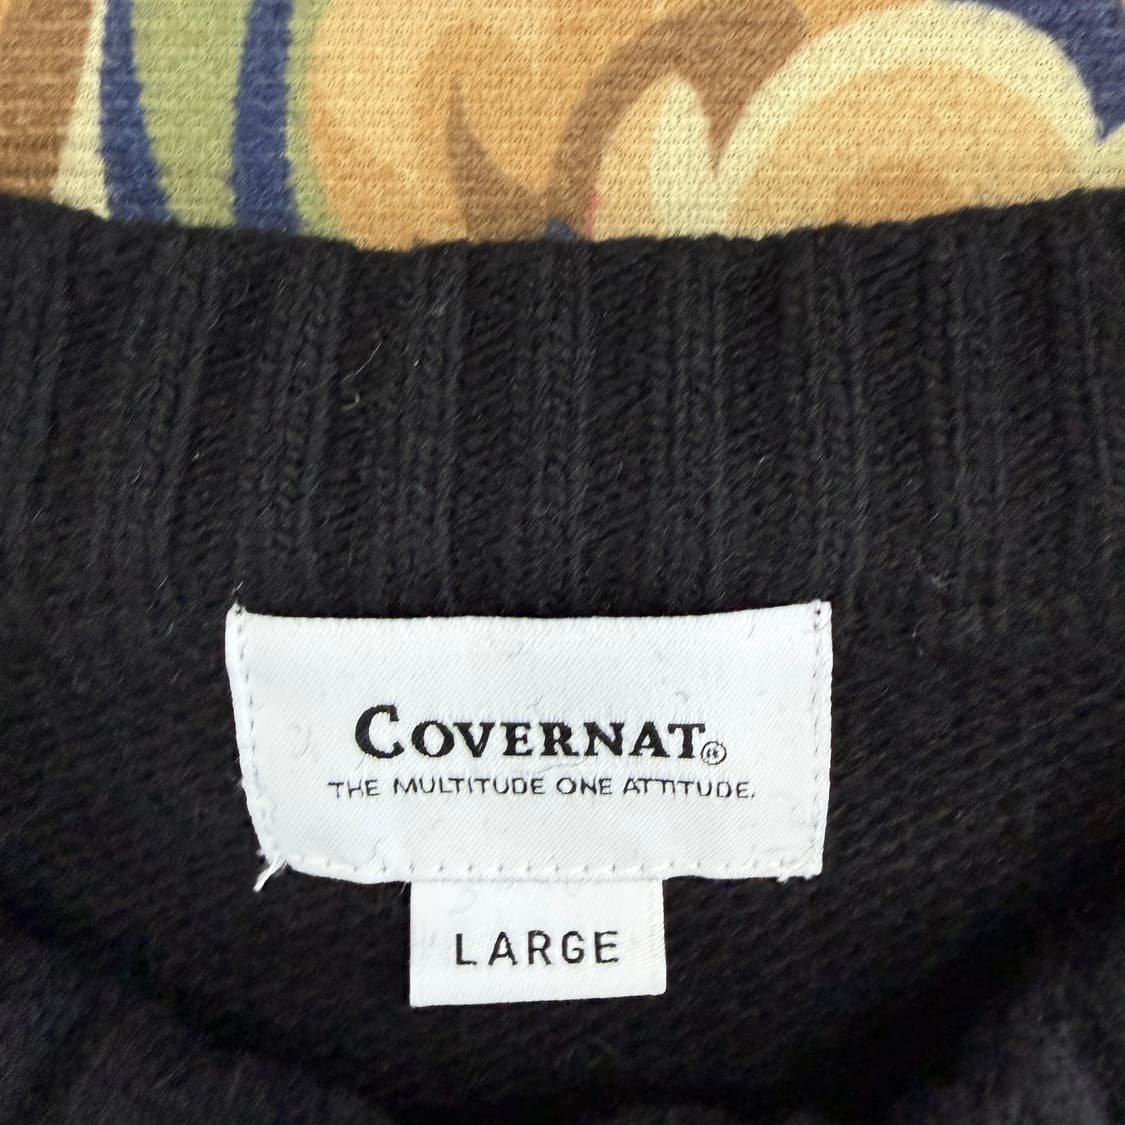 COVERNAT®
THE MULTITUDE ONE ATTITUDE.
LARGE